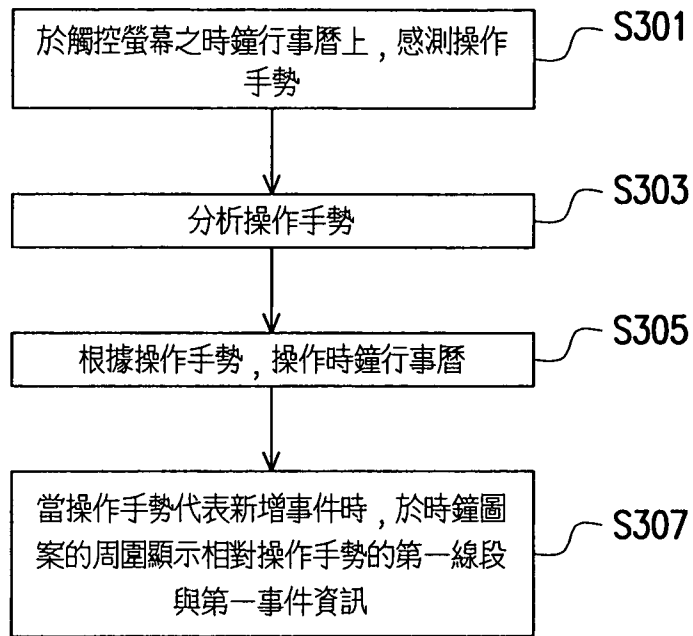 於觸控螢幕之時鐘行事曆上,感測操作
手勢
S301
分析操作手勢
S303
根據操作手勢,操作時鐘行事曆
S305
當操作手勢代表新增事件時,於時鐘圖
案的周圍顯示相對操作手勢的第一線段
與第一事件資訊
S307